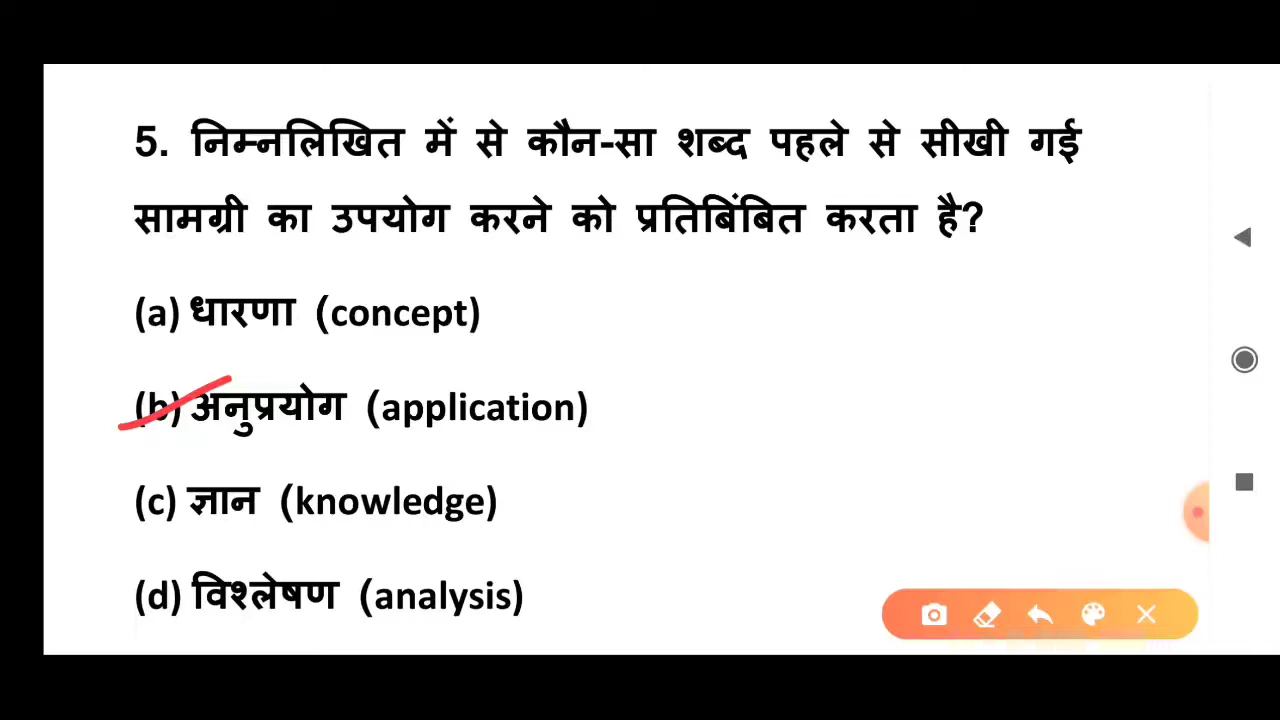 5. निम्नलिखित में से कौन-सा शब्द पहले से सीखी गई
सामग्री का उपयोग करने को प्रतिबिंबित करता है?
(a) धारणा (concept)
(b) अनुप्रयोग (application)
(c) ज्ञान (knowledge)
(d) विश्लेषण (analysis)